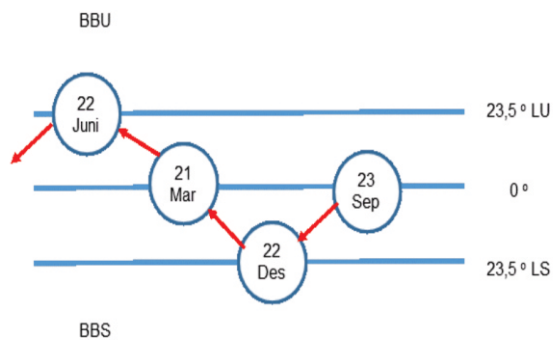 BBU
22
Juni
23,5 º LU
21
Mar
23
Sep
0 º
22
Des
23,5 º LS
BBS